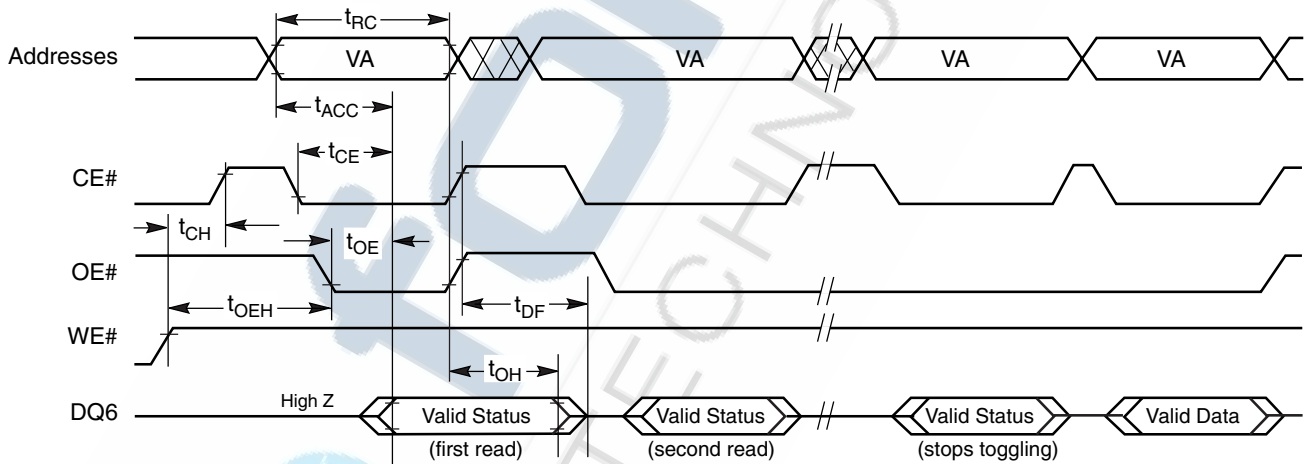 tRC
Addresses VA VA VA VA
tACC
tCE
CE#
tCH tOE
OE#
tOEH tDF
WE#
tOH
DQ6 High Z Valid Status Valid Status Valid Status Valid Data
(first read) (second read) (stops toggling)